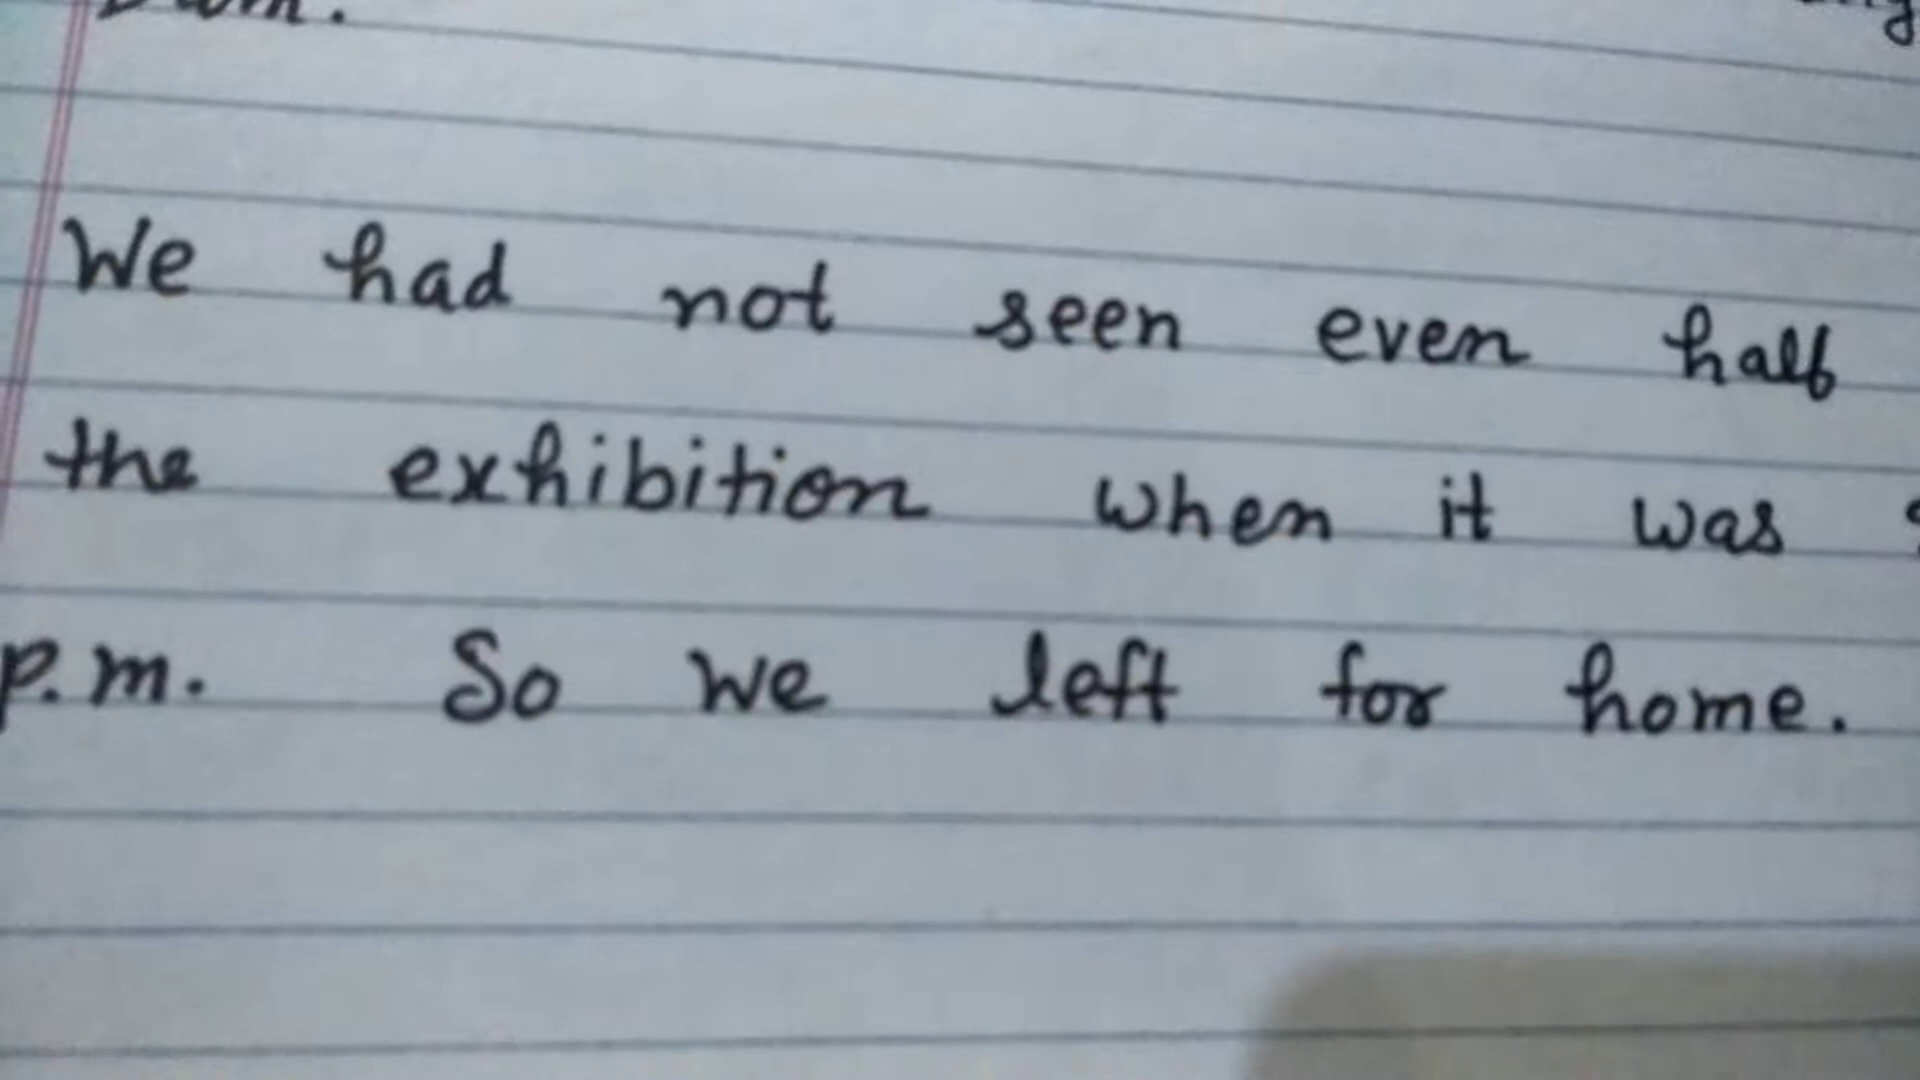 We had not seen even half
the exhibition when it was
p.m. So we left for home.